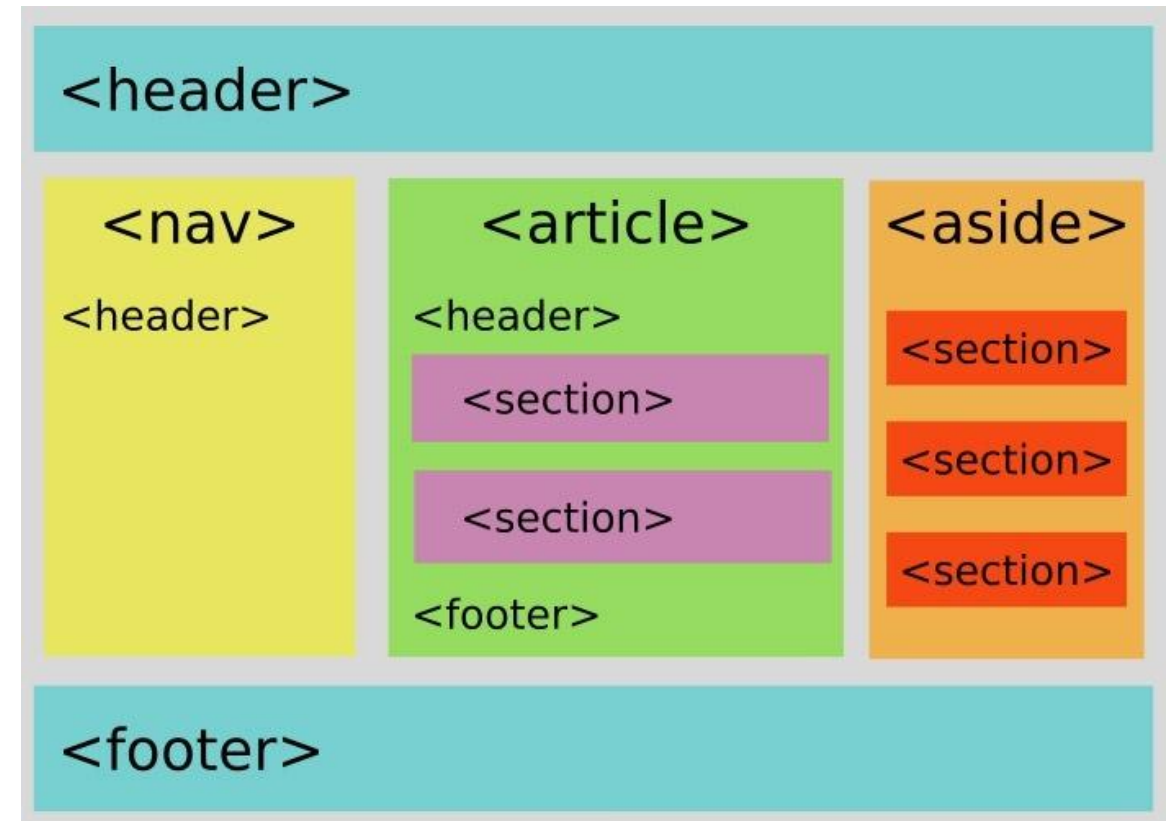 <header>
<nav>
<header>
<article>
<header>
<section>
<section>
<footer>
<aside>
<section>
<section>
<section>
<footer>